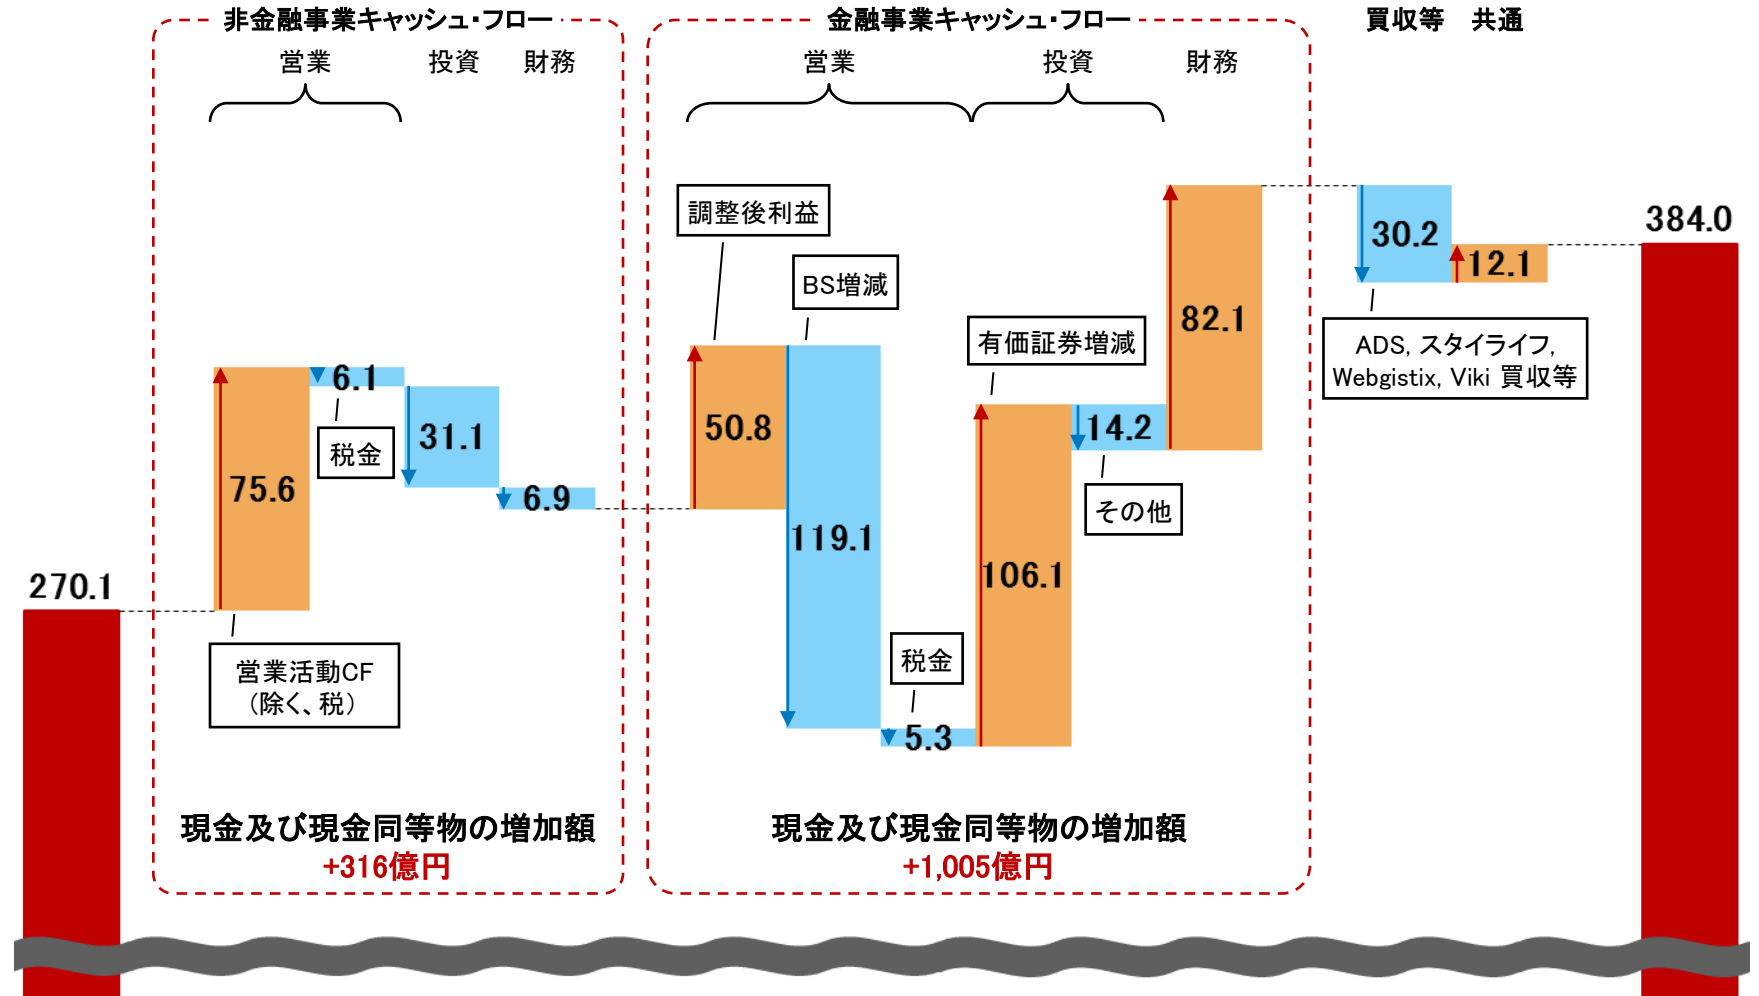 非金融事業キャッシュ・フロー
金融事業キャッシュ・フロー
買収等 共通
営業
投資
財務
営業
投資
財務
調整後利益
BS増減
有価証券増減
384.0
30.2
12.1
82.1
ADS, スタイライフ,
Webgistix, Viki 買収等
6.1
税金
31.1
75.6
6.9
50.8
119.1
14.2
その他
106.1
270.1
営業活動CF
（除く、税）
税金
5.3
現金及び現金同等物の増加額
+316億円
現金及び現金同等物の増加額
+1,005億円